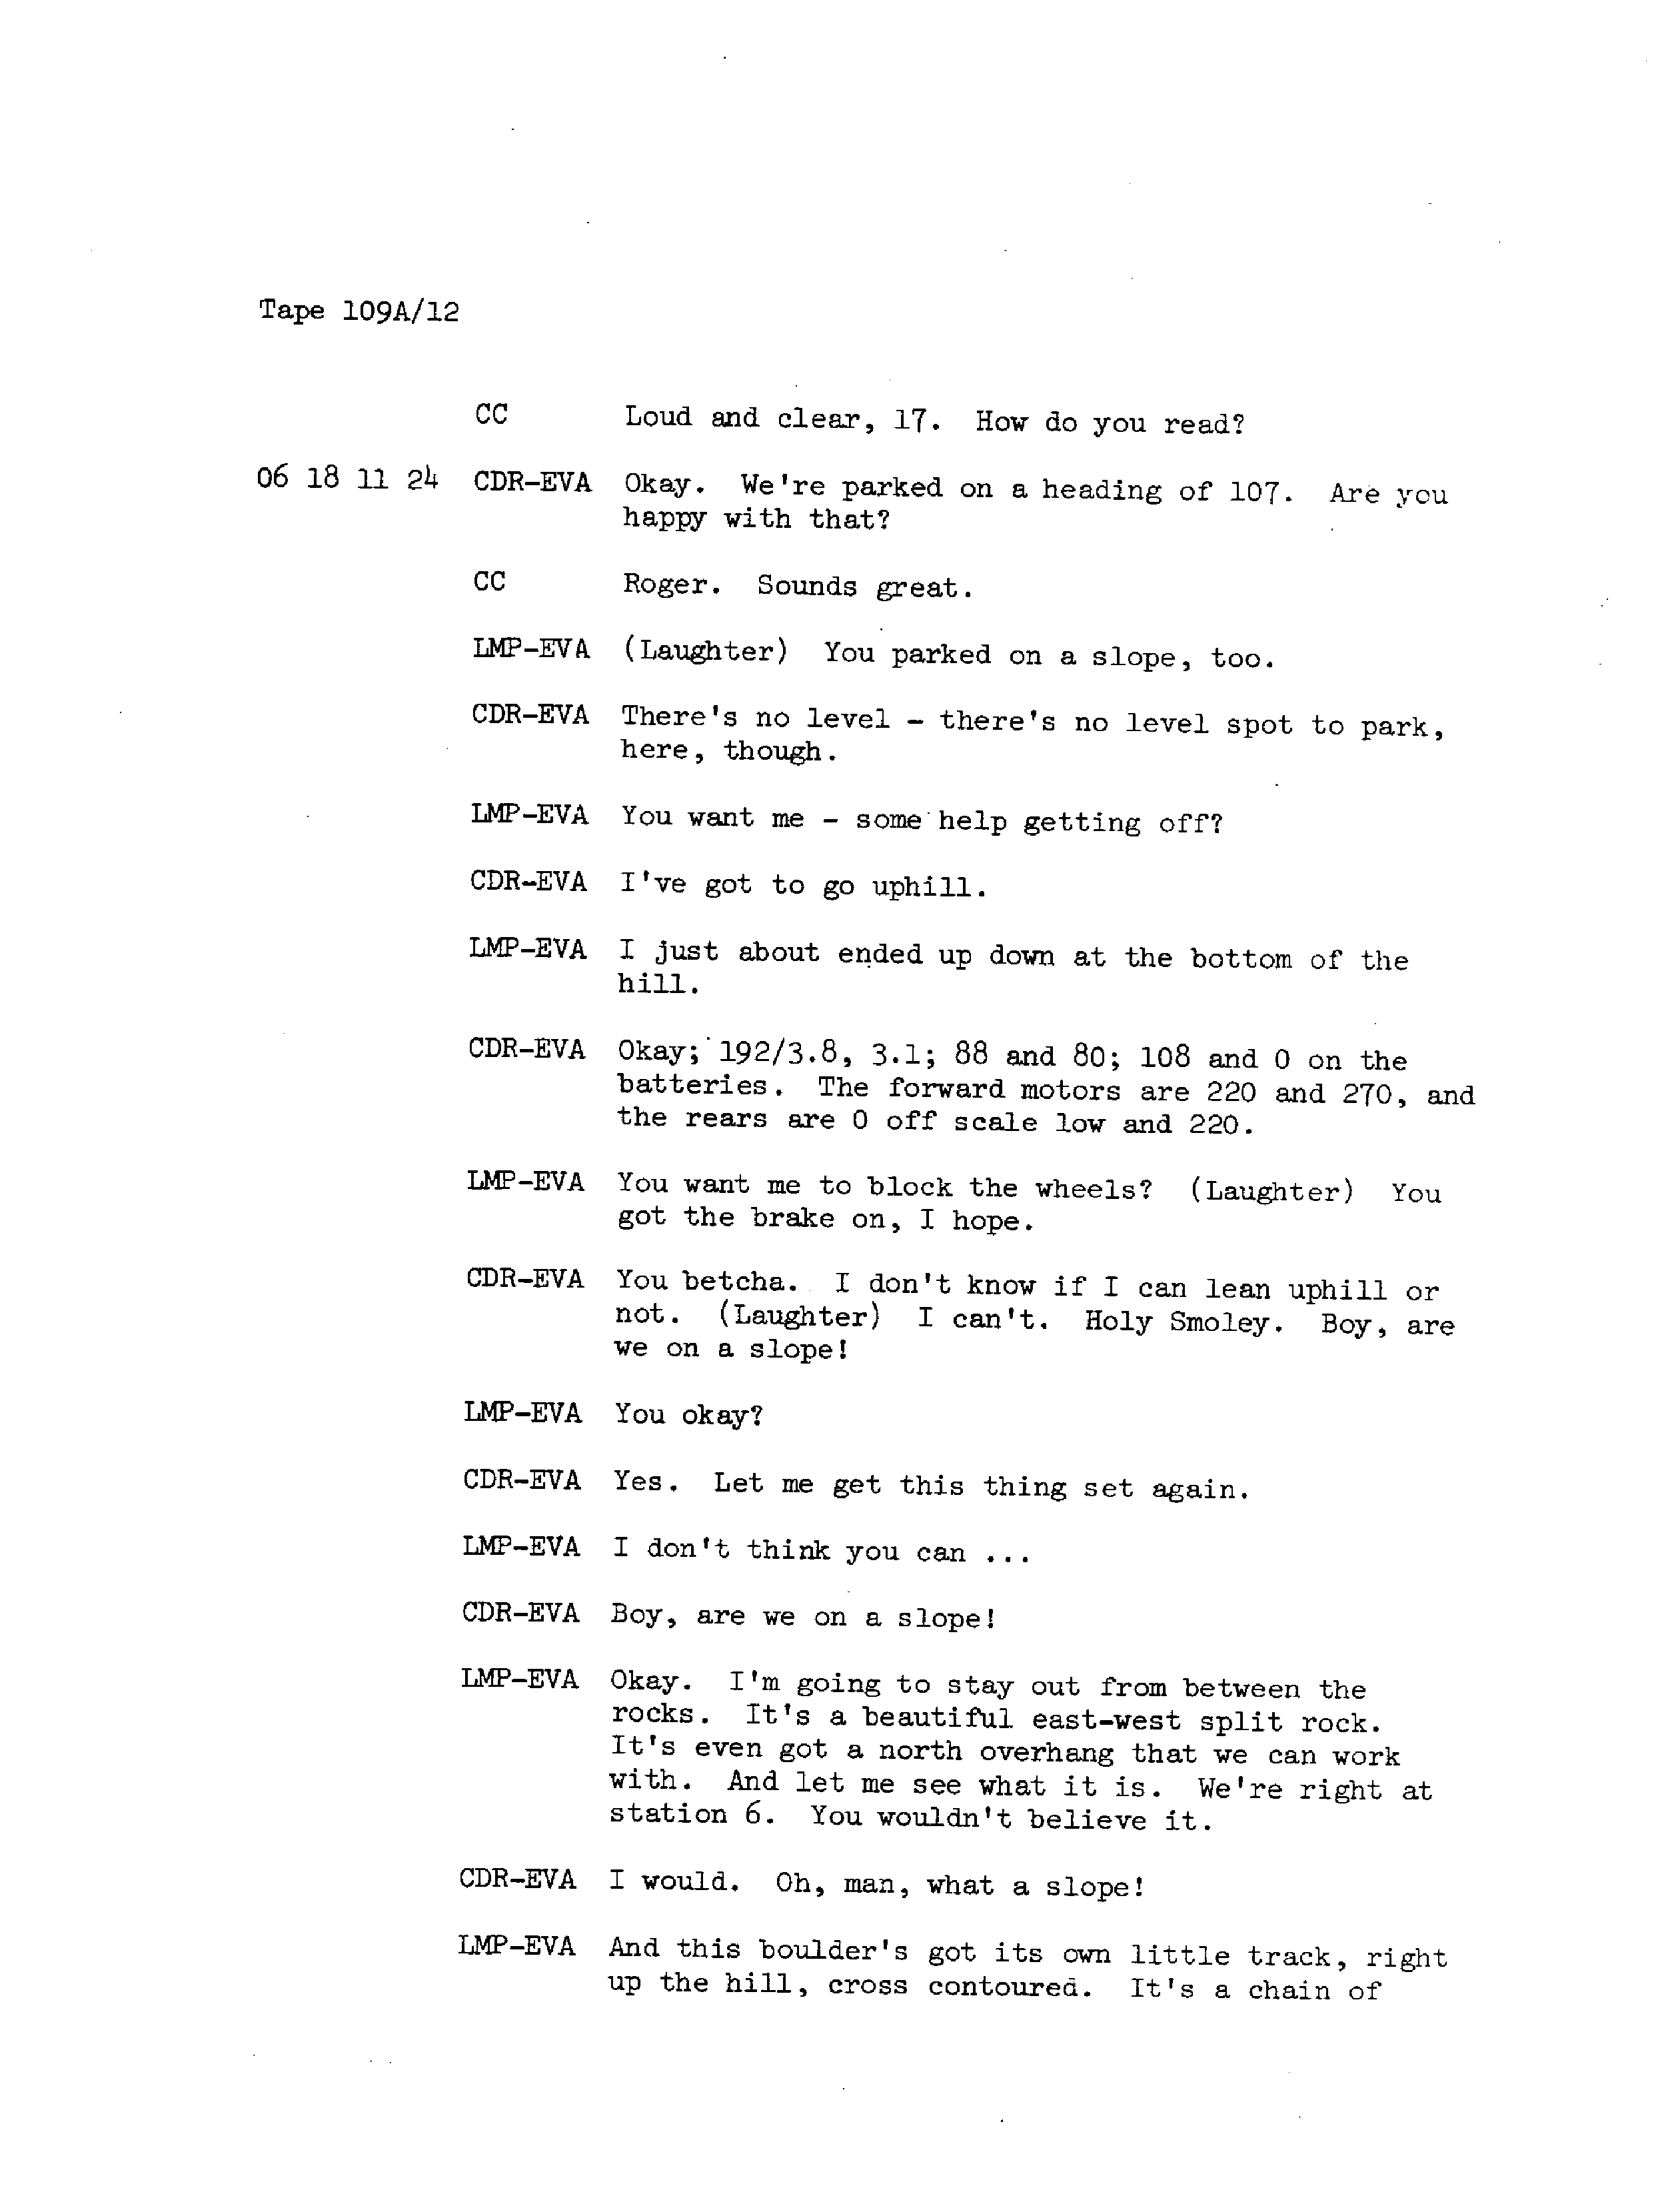 Tape 109A/12
CC Loud and clear, 17. How do you read?
06 18 11 24 CDR-EVA Okay. We're parked on a heading of 107. Are you
happy with that?
CC Roger. Sounds great.
LMP-EVA (Laughter) You parked on a slope, too.
CDR-EVA There's no level - there's no level spot to park,
here, though.
LMP-EVA You want me - some help getting off?
CDR-EVA I've got to go uphill.
LMP-EVA I just about ended up down at the bottom of the
hill.
CDR-EVA Okay; 192/3.8, 3.1; 88 and 80; 108 and 0 on the
batteries. The forward motors are 220 and 270, and
the rears are 0 off scale low and 220.
LMP-EVA You want me to block the wheels? (Laughter) You
got the brake on, I hope.
CDR-EVA You betcha. I don't know if I can lean uphill or
not. (Laughter) I can't. Holy Smoley. Boy, are
we on a slope!
LMP-EVA You okay?
CDR-EVA Yes. Let me get this thing set again.
LMP-EVA I don't think you can ...
CDR-EVA Boy, are we on a slope!
LMP-EVA Okay. I'm going to stay out from between the
rocks. It's a beautiful east-west split rock.
It's even got a north overhang that we can work
with. And let me see what it is. We're right at
station 6. You wouldn't believe it.
CDR-EVA I would. Oh, man, what a slope!
LMP-EVA And this boulder's got its own little track, right
up the hill, cross contoured. It's a chain of